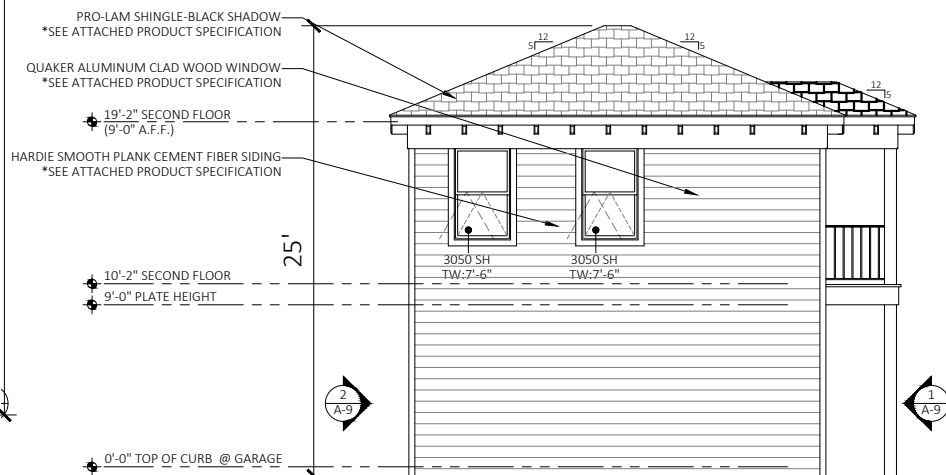 PRO-LAM SHINGLE-BLACK SHADOW
*SEE ATTACHED PRODUCT SPECIFICATION
QUAKER ALUMINUM CLAD WOOD WINDOW
*SEE ATTACHED PRODUCT SPECIFICATION
19'-2" SECOND FLOOR
(9'-0" A.F.F.)
HARDIE SMOOTH PLANK CEMENT FIBER SIDING
*SEE ATTACHED PRODUCT SPECIFICATION
25'
10'-2" SECOND FLOOR
9'-0" PLATE HEIGHT
0'-0" TOP OF CURB @ GARAGE
12
5
12
5
12
5
3050 SH
TW:7'-6"
3050 SH
TW:7'-6"
2
A-9
1
A-9